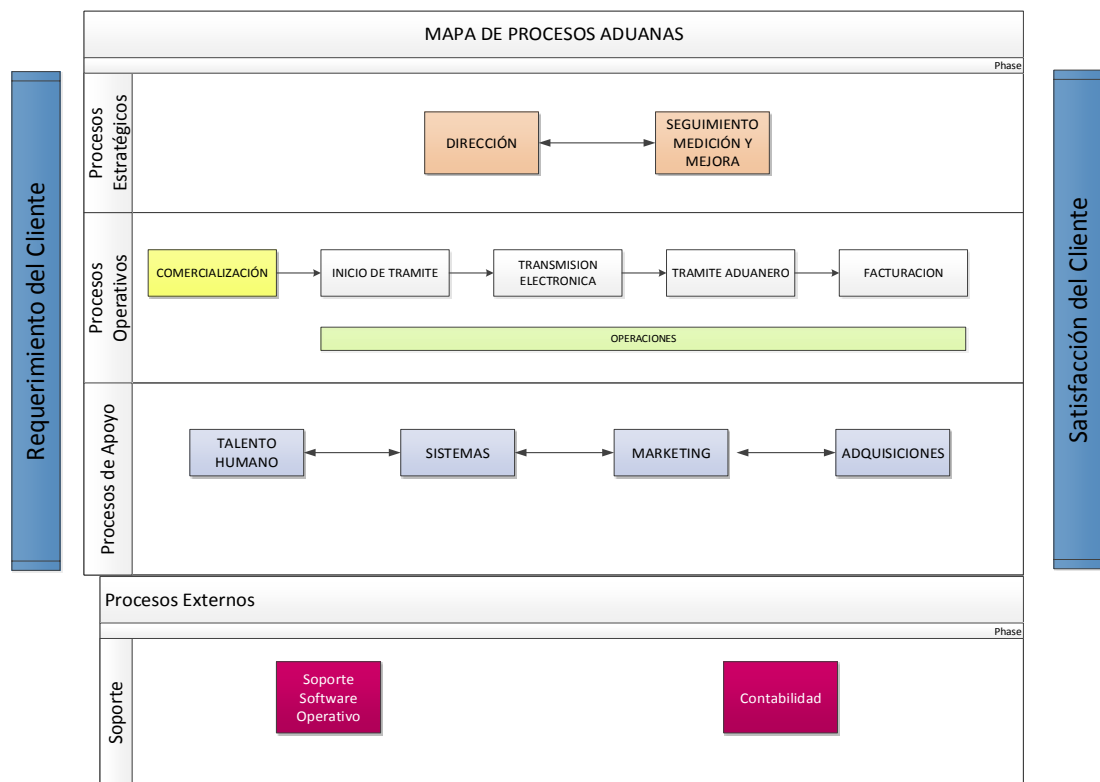 MAPA DE PROCESOS ADUANAS
Phase
Requerimiento del Cliente
Satisfacción del Cliente
Procesos
Estratégicos
DIRECCIÓN
SEGUIMIENTO
MEDICIÓN Y
MEJORA
Procesos
Operativos
COMERCIALIZACIÓN
INICIO DE TRAMITE
TRANSMISION
ELECTRONICA
TRAMITE ADUANERO
FACTURACION
OPERACIONES
Procesos de Apoyo
TALENTO
HUMANO
SISTEMAS
MARKETING
ADQUISICIONES
Procesos Externos
Phase
Soporte
Soporte
Software
Operativo
Contabilidad